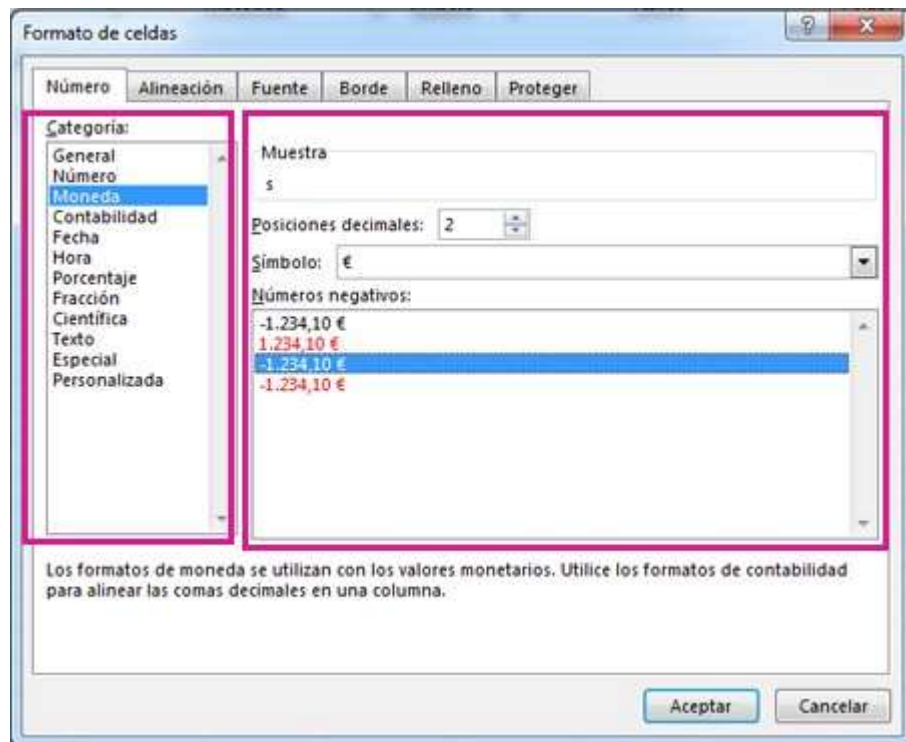 Formato de celdas
Número Alineación Fuente Borde Relleno Proteger
Categoría:
General
Número
Moneda
Contabilidad
Fecha
Hora
Porcentaje
Fracción
Científica
Texto
Especial
Personalizada
Muestra
s
Posiciones decimales: 2
Símbolo: €
Números negativos:
-1.234,10 €
1.234,10 €
-1.234,10 €
-1.234,10 €
Los formatos de moneda se utilizan con los valores monetarios. Utilice los formatos de contabilidad
para alinear las comas decimales en una columna.
Aceptar Cancelar